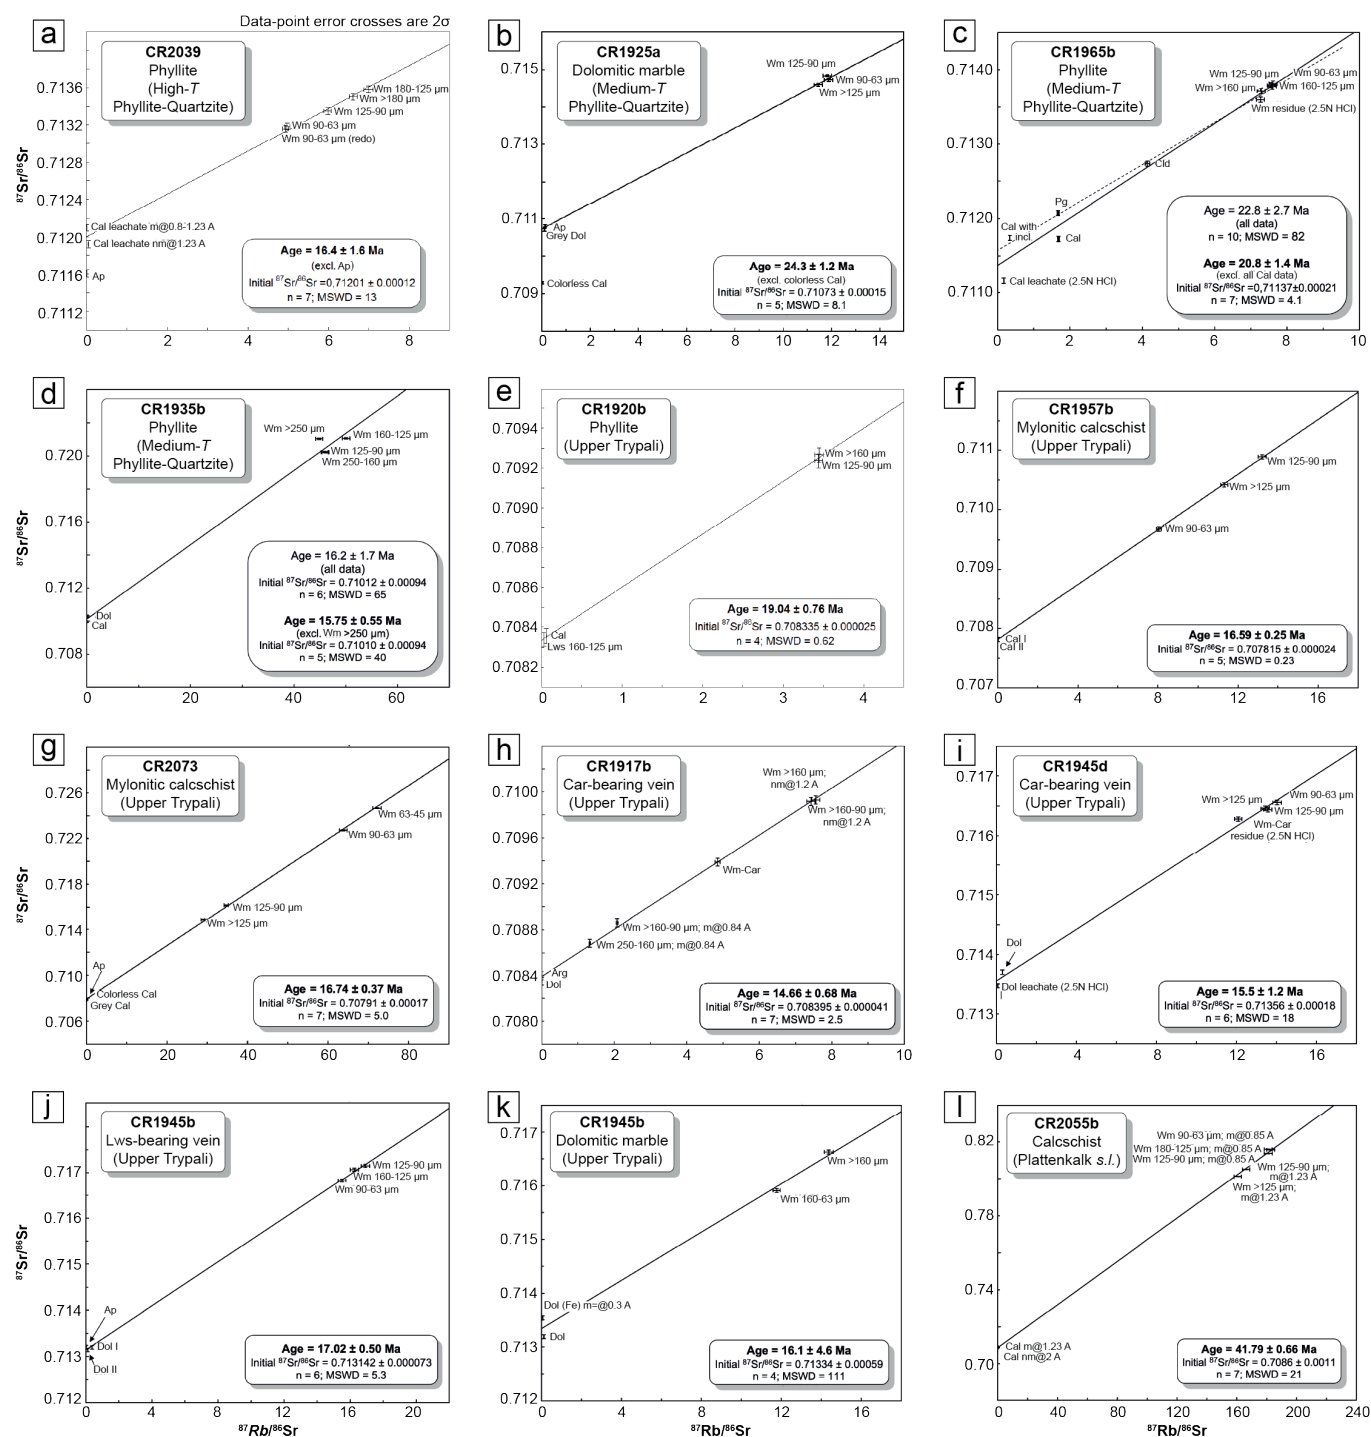 Data-point error crosses are 2σ
a
CR2039
Phyllite
(High-T
Phyllite-Quartzite)
87Sr/86Sr
0.7136
0.7132
0.7128
0.7124
0.7120
0.7116
0.7112
Wm 180-125 µm
Wm >180 µm
Wm 125-90 µm
Wm 90-63 µm
Wm 90-63 µm (redo)
Cal leachate m@0.8-1.23 A
Cal leachate nm@1.23 A
Ap
Age = 16.4 ± 1.6 Ma
(excl. Ap)
Initial 87Sr/86Sr =0,71201 ± 0.00012
n = 7; MSWD = 13
0 2 4 6 8
b
CR1925a
Dolomitic marble
(Medium-T
Phyllite-Quartzite)
0.715
0.713
0.711
0.709
Wm 125-90 µm
Wm 90-63 µm
Wm >125 µm
Ap
Grey Dol
Colorless Cal
Age = 24.3 ± 1.2 Ma
(excl. colorless Cal)
Initial 87Sr/86Sr = 0.71073 ± 0.00015
n = 5; MSWD = 8.1
0 2 4 6 8 10 12 14
c
CR1965b
Phyllite
(Medium-T
Phyllite-Quartzite)
0.7140
0.7130
0.7120
0.7110
Wm 125-90 µm
Wm 90-63 µm
Wm >160 µm
Wm 160-125 µm
Wm residue (2.5N HCl)
Cld
Pg
Cal with
incl.
Cal
Cal leachate (2.5N HCl)
Age = 22.8 ± 2.7 Ma
(all data)
n = 10; MSWD = 82
Age = 20.8 ± 1.4 Ma
(excl. all Cal data)
Initial 87Sr/86Sr =0,71137±0.00021
n = 7; MSWD = 4.1
0 2 4 6 8 10
d
CR1935b
Phyllite
(Medium-T
Phyllite-Quartzite)
87Sr/86Sr
0.720
0.716
0.712
0.708
Wm >250 µm
Wm 160-125 µm
Wm 125-90 µm
Wm 250-160 µm
Dol
Cal
Age = 16.2 ± 1.7 Ma
(all data)
Initial 87Sr/86Sr = 0.71012 ± 0.00094
n = 6; MSWD = 65
Age = 15.75 ± 0.55 Ma
(excl. Wm >250 µm)
Initial 87Sr/86Sr = 0.71010 ± 0.00094
n = 5; MSWD = 40
0 20 40 60
e
CR1920b
Phyllite
(Upper Trypali)
0.7094
0.7092
0.7090
0.7088
0.7086
0.7084
0.7082
Wm >160 µm
Wm 125-90 µm
Cal
Lws 160-125 µm
Age = 19.04 ± 0.76 Ma
Initial 87Sr/86Sr = 0.708335 ± 0.000025
n = 4; MSWD = 0.62
0 1 2 3 4
f
CR1957b
Mylonitic calcschist
(Upper Trypali)
0.711
0.710
0.709
0.708
0.707
Wm 125-90 µm
Wm >125 µm
Wm 90-63 µm
Cal I
Cal II
Age = 16.59 ± 0.25 Ma
Initial 87Sr/86Sr = 0.707815 ± 0.000024
n = 5; MSWD = 0.23
0 4 8 12 16
g
CR2073
Mylonitic calcschist
(Upper Trypali)
87Sr/86Sr
0.726
0.722
0.718
0.714
0.710
0.706
Wm 63-45 µm
Wm 90-63 µm
Wm 125-90 µm
Wm >125 µm
Ap
Colorless Cal
Grey Cal
Age = 16.74 ± 0.37 Ma
Initial 87Sr/86Sr = 0.70791 ± 0.00017
n = 7; MSWD = 5.0
0 20 40 60 80
h
CR1917b
Car-bearing vein
(Upper Trypali)
0.7100
0.7096
0.7092
0.7088
0.7084
0.7080
Wm >160 µm;
nm@1.2 A
Wm >160-90 µm;
nm@1.2 A
Wm-Car
Wm >160-90 µm; m@0.84 A
Wm 250-160 µm; m@0.84 A
Arg
Dol
Age = 14.66 ± 0.68 Ma
Initial 87Sr/86Sr = 0.708395 ± 0.000041
n = 7; MSWD = 2.5
0 2 4 6 8 10
i
CR1945d
Car-bearing vein
(Upper Trypali)
0.717
0.716
0.715
0.714
0.713
Wm 90-63 µm
Wm >125 µm
Wm 125-90 µm
Wm-Car
residue (2.5N HCl)
Dol
Dol leachate (2.5N HCl)
Age = 15.5 ± 1.2 Ma
Initial 87Sr/86Sr = 0.71356 ± 0.00018
n = 6; MSWD = 18
0 4 8 12 16
j
CR1945b
Lws-bearing vein
(Upper Trypali)
87Sr/86Sr
0.717
0.716
0.715
0.714
0.713
0.712
Wm 125-90 µm
Wm 160-125 µm
Wm 90-63 µm
Ap
Dol I
Dol II
Age = 17.02 ± 0.50 Ma
Initial 87Sr/86Sr = 0.713142 ± 0.000073
n = 6; MSWD = 5.3
0 4 8 12 16 20
87Rb/86Sr
k
CR1945b
Dolomitic marble
(Upper Trypali)
0.717
0.716
0.715
0.714
0.713
0.712
Wm >160 µm
Wm 160-63 µm
Dol (Fe) m=@0.3 A
Dol
Age = 16.1 ± 4.6 Ma
Initial 87Sr/86Sr = 0.71334 ± 0.00059
n = 4; MSWD = 111
0 4 8 12 16
87Rb/86Sr
l
CR2055b
Calcschist
(Plattenkalk s.l.)
0.82
0.78
0.74
0.70
Wm 90-63 µm; m@0.85 A
Wm 180-125 µm; m@0.85 A
Wm 125-90 µm; m@0.85 A
Wm 125-90 µm;
m@1.23 A
Wm >125 µm;
m@1.23 A
Cal m@1.23 A
Cal nm@2 A
Age = 41.79 ± 0.66 Ma
Initial 87Sr/86Sr = 0.7086 ± 0.0011
n = 7; MSWD = 21
0 40 80 120 160 200 240
87Rb/86Sr